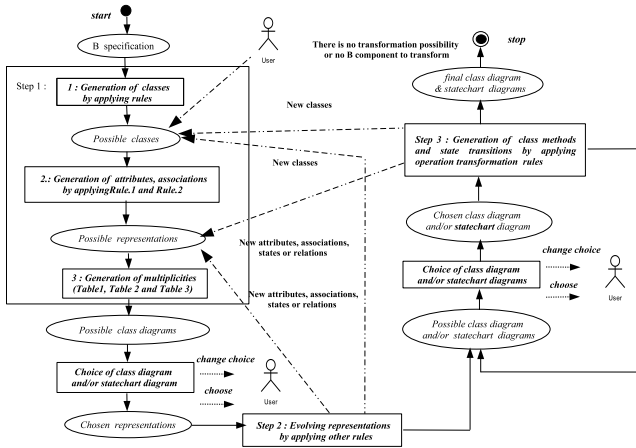 start
B specification
User
Step 1 :
1 : Generation of classes
by applying rules
Possible classes
2.: Generation of attributes, associations
by applyingRule.1 and Rule.2
Possible representations
3 : Generation of multiplicities
(Table1, Table 2 and Table 3)
Possible class diagrams
Choice of class diagram
and/or statechart diagram
change choice
choose
User
Chosen representations
Step 2 : Evolving representations
by applying other rules
New classes
New classes
New attributes, associations,
states or relations
New attributes, associations,
states or relations
There is no transformation possibility
or no B component to transform
stop
final class diagram
& statechart diagrams
Step 3 : Generation of class methods
and state transitions by applying
operation transformation rules
Chosen class diagram
and/or statechart diagram
Choice of class diagram
and/or statechart diagrams
change choice
choose
User
Possible class diagram
and/or statechart diagrams